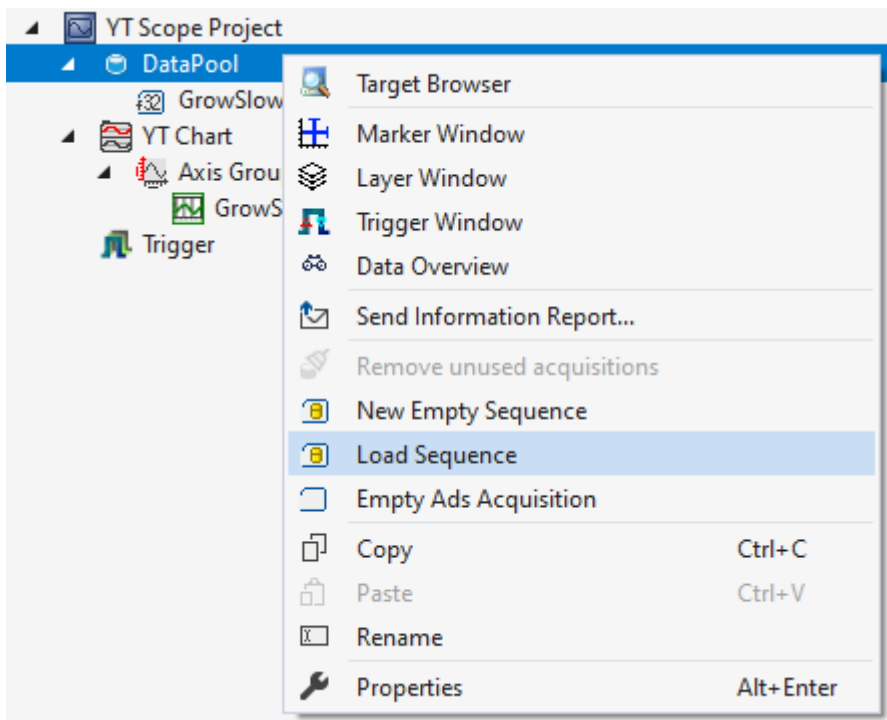 YT Scope Project
DataPool
GrowSlow
YT Chart
Axis Grou
GrowS
Trigger
Target Browser
Marker Window
Layer Window
Trigger Window
Data Overview
Send Information Report...
Remove unused acquisitions
New Empty Sequence
Load Sequence
Empty Ads Acquisition
Copy Ctrl+C
Paste Ctrl+V
Rename
Properties Alt+Enter